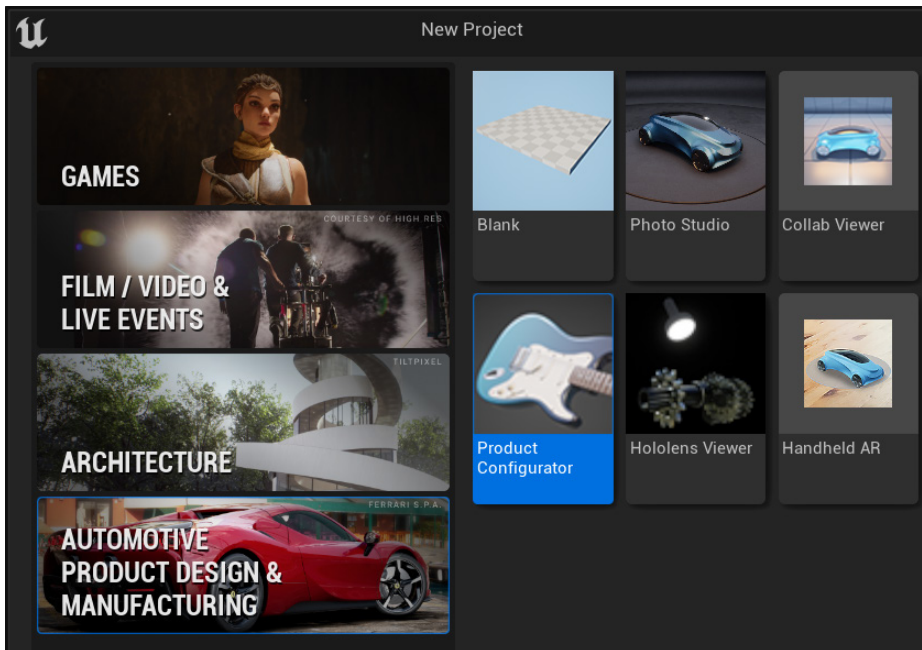 New Project
GAMES
COURTESY OF HIGH RES
FILM / VIDEO &
LIVE EVENTS
TILTPIXEL
ARCHITECTURE
FERRARI S.P.A.
AUTOMOTIVE
PRODUCT DESIGN &
MANUFACTURING
Blank
Photo Studio
Collab Viewer
Product
Configurator
Hololens Viewer
Handheld AR